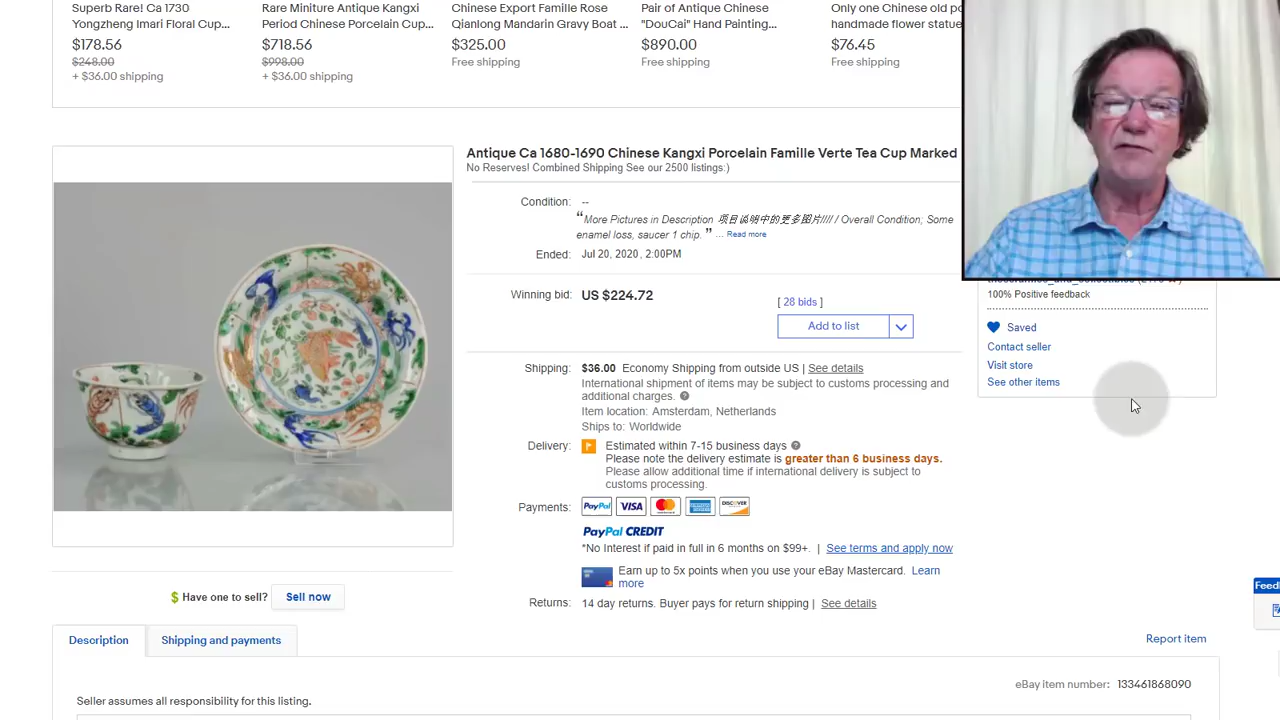 Superb Rare! Ca 1730
Yongzheng Imari Floral Cup...
$178.56
$248.00
+ $36.00 shipping
Rare Miniture Antique Kangxi
Period Chinese Porcelain Cup...
$718.56
$998.00
+ $36.00 shipping
Chinese Export Famille Rose
Qianlong Mandarin Gravy Boat ...
$325.00
Free shipping
Pair of Antique Chinese
"DouCai" Hand Painting...
$890.00
Free shipping
Only one Chinese old po
handmade flower statue
$76.45
Free shipping
Antique Ca 1680-1690 Chinese Kangxi Porcelain Famille Verte Tea Cup Marked
No Reserves! Combined Shipping See our 2500 listings:)
Condition: --
“More Pictures in Description 项目说明中的更多图片//// / Overall Condition; Some
enamel loss, saucer 1 chip. ” ... Read more
Ended: Jul 20, 2020, 2:00PM
Winning bid: US $224.72
[ 28 bids ]
Add to list
Shipping: $36.00 Economy Shipping from outside US | See details
International shipment of items may be subject to customs processing and
additional charges.
Item location: Amsterdam, Netherlands
Ships to: Worldwide
Delivery: Estimated within 7-15 business days
Please note the delivery estimate is greater than 6 business days.
Please allow additional time if international delivery is subject to
customs processing.
Payments: PayPal VISA DISCOVER
PayPal CREDIT
*No Interest if paid in full in 6 months on $99+. | See terms and apply now
Earn up to 5x points when you use your eBay Mastercard. Learn
more
Returns: 14 day returns. Buyer pays for return shipping | See details
100% Positive feedback
Saved
Contact seller
Visit store
See other items
$ Have one to sell? Sell now
Description
Shipping and payments
Report item
eBay item number: 133461868090
Seller assumes all responsibility for this listing.